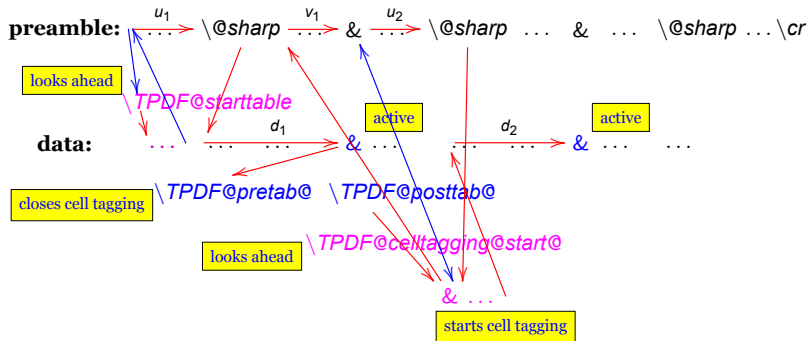 u₁ v₁ u₂
preamble: ... \@sharp ... & ... \@sharp ... & ... \@sharp ... \cr
looks ahead
\TPDF@starttable
d₁ active d₂ active
data: ... ... ... & ... ... ... & ... ...
closes cell tagging \TPDF@pretab@ \TPDF@posttab@
looks ahead \TPDF@celltagging@start@
& ...
starts cell tagging